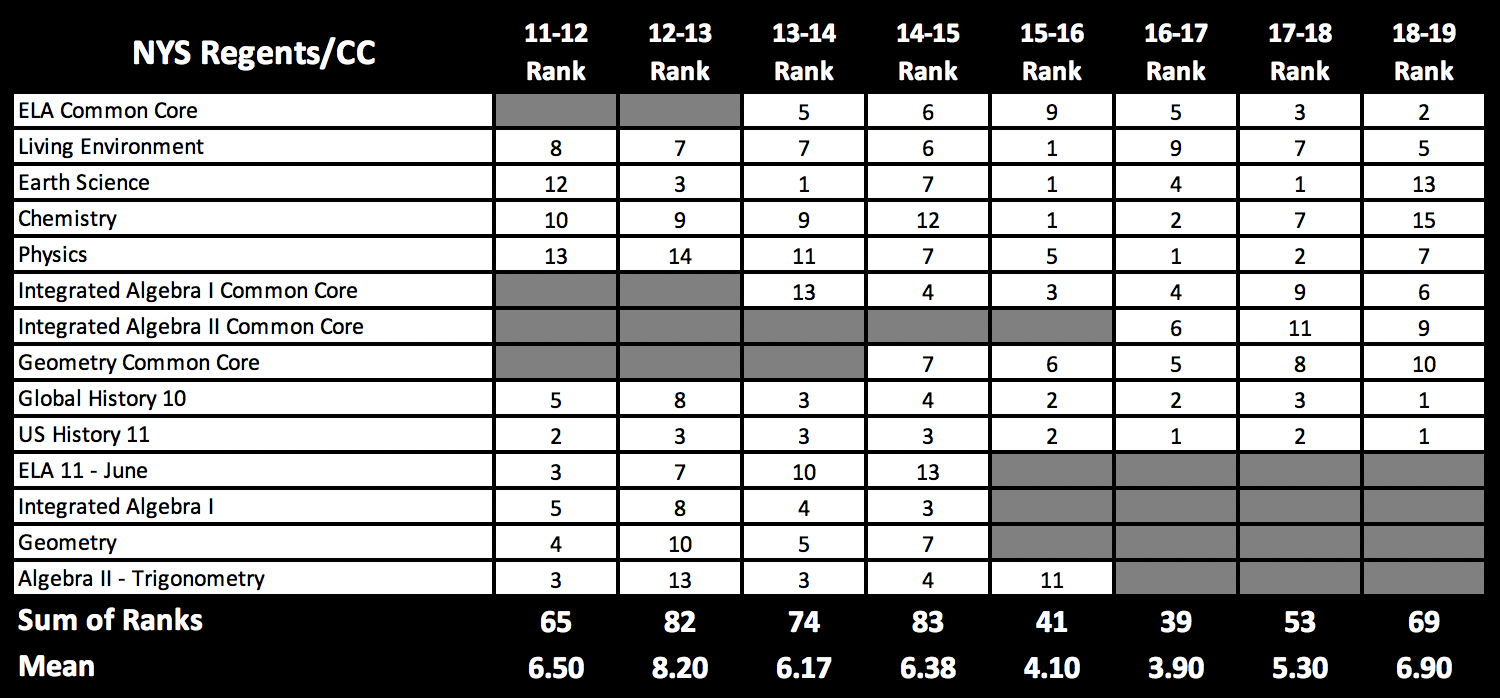 NYS Regents/CC 11-12 Rank 12-13 Rank 13-14 Rank 14-15 Rank 15-16 Rank 16-17 Rank 17-18 Rank 18-19 Rank
ELA Common Core 5 6 9 5 3 2
Living Environment 8 7 7 6 1 9 7 5
Earth Science 12 3 1 7 1 4 1 13
Chemistry 10 9 9 12 1 2 7 15
Physics 13 14 11 7 5 1 2 7
Integrated Algebra I Common Core 13 4 3 4 9 6
Integrated Algebra II Common Core 6 11 9
Geometry Common Core 7 6 5 8 10
Global History 10 5 8 3 4 2 2 3 1
US History 11 2 3 3 3 2 1 2 1
ELA 11 - June 3 7 10 13
Integrated Algebra I 5 8 4 3
Geometry 4 10 5 7
Algebra II - Trigonometry 3 13 3 4 11
Sum of Ranks 65 82 74 83 41 39 53 69
Mean 6.50 8.20 6.17 6.38 4.10 3.90 5.30 6.90